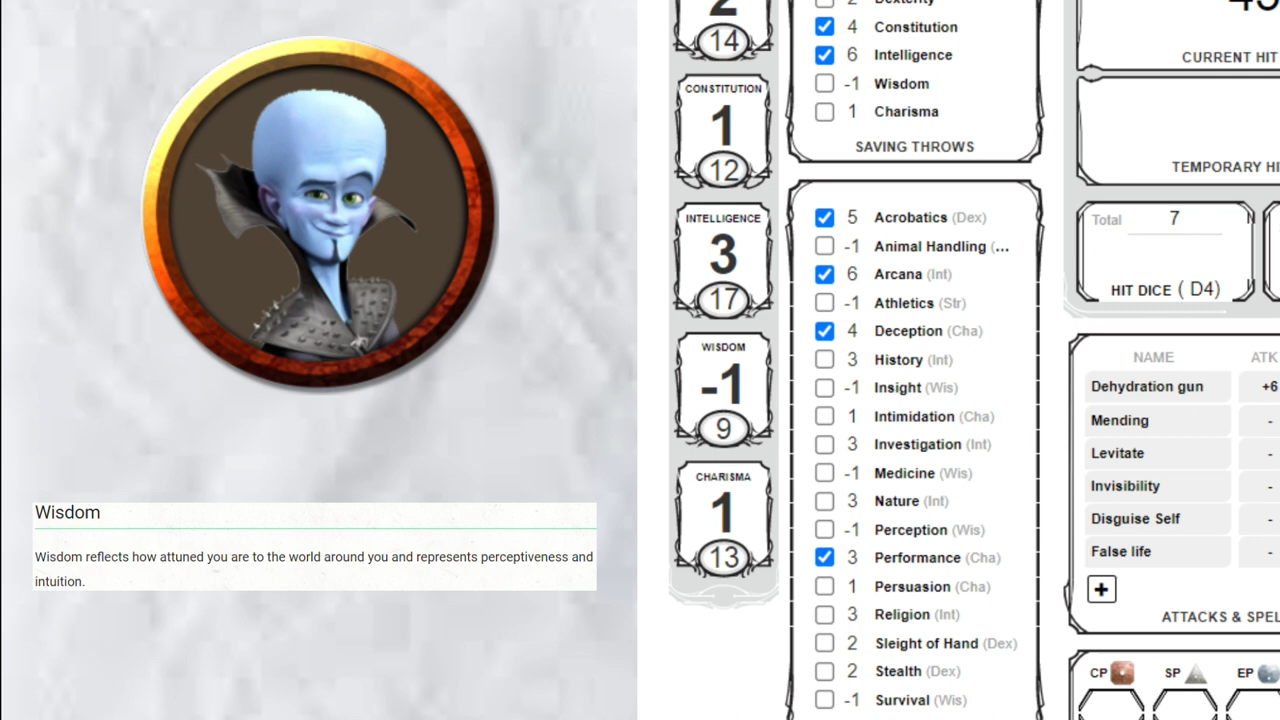 Wisdom
Wisdom reflects how attuned you are to the world around you and represents perceptiveness and
intuition.
2
14
CONSTITUTION
1
12
INTELLIGENCE
3
17
WISDOM
-1
9
CHARISMA
1
13
2 Dexterity
4 Constitution
6 Intelligence
-1 Wisdom
1 Charisma
SAVING THROWS
5 Acrobatics (Dex)
-1 Animal Handling (...
6 Arcana (Int)
-1 Athletics (Str)
4 Deception (Cha)
3 History (Int)
-1 Insight (Wis)
1 Intimidation (Cha)
3 Investigation (Int)
-1 Medicine (Wis)
3 Nature (Int)
-1 Perception (Wis)
3 Performance (Cha)
1 Persuasion (Cha)
3 Religion (Int)
2 Sleight of Hand (Dex)
2 Stealth (Dex)
-1 Survival (Wis)
CURRENT HIT
TEMPORARY HI
Total 7
HIT DICE ( D4)
NAME ATK
Dehydration gun +6
Mending -
Levitate -
Invisibility -
Disguise Self -
False life -
+
ATTACKS & SPEL
CP SP EP